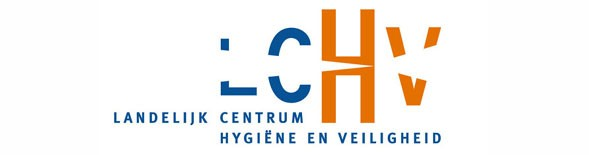 LCHV
LANDELIJK CENTRUM
HYGIËNE EN VEILIGHEID